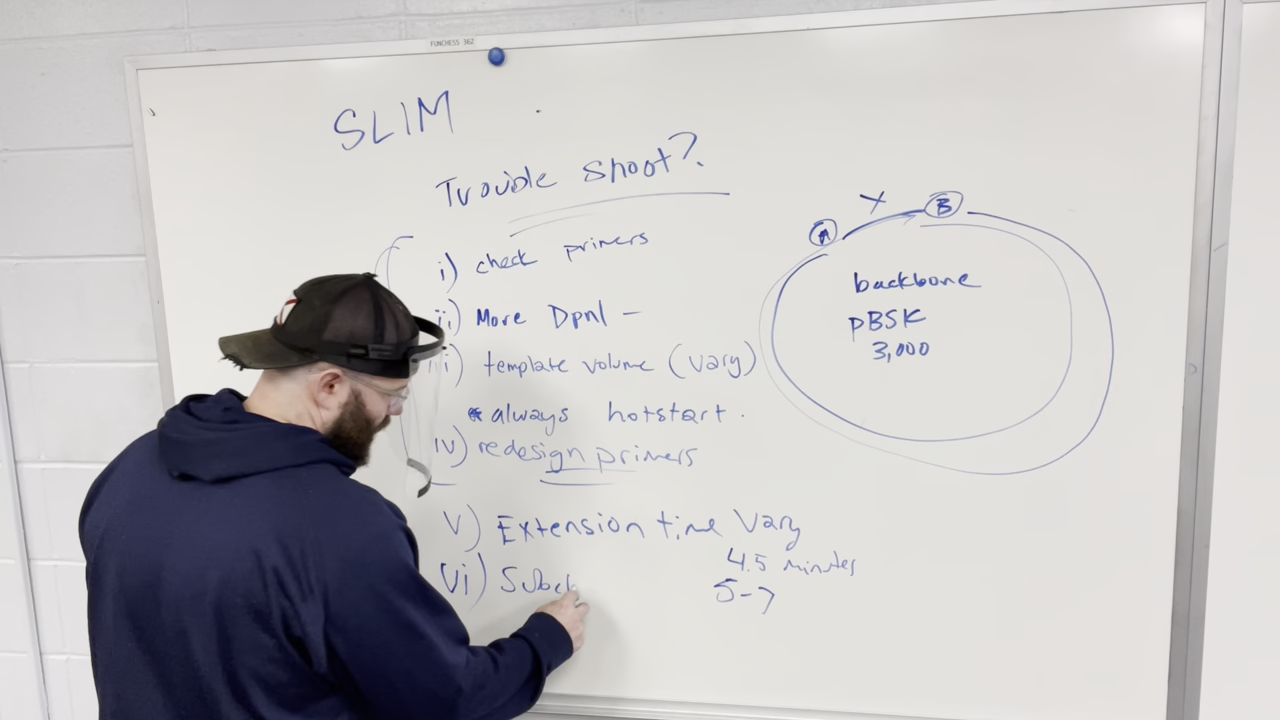 FUNCHESS 362
SLIM
Trouble shoot?
i) check primers
ii) More DpnI –
iii) template volume (vary)
* always hotstart.
IV) redesign primers
V) Extension time Vary
4.5 minutes
5-7
Vi) Subcl
A
X
B
backbone
pBSK
3,000